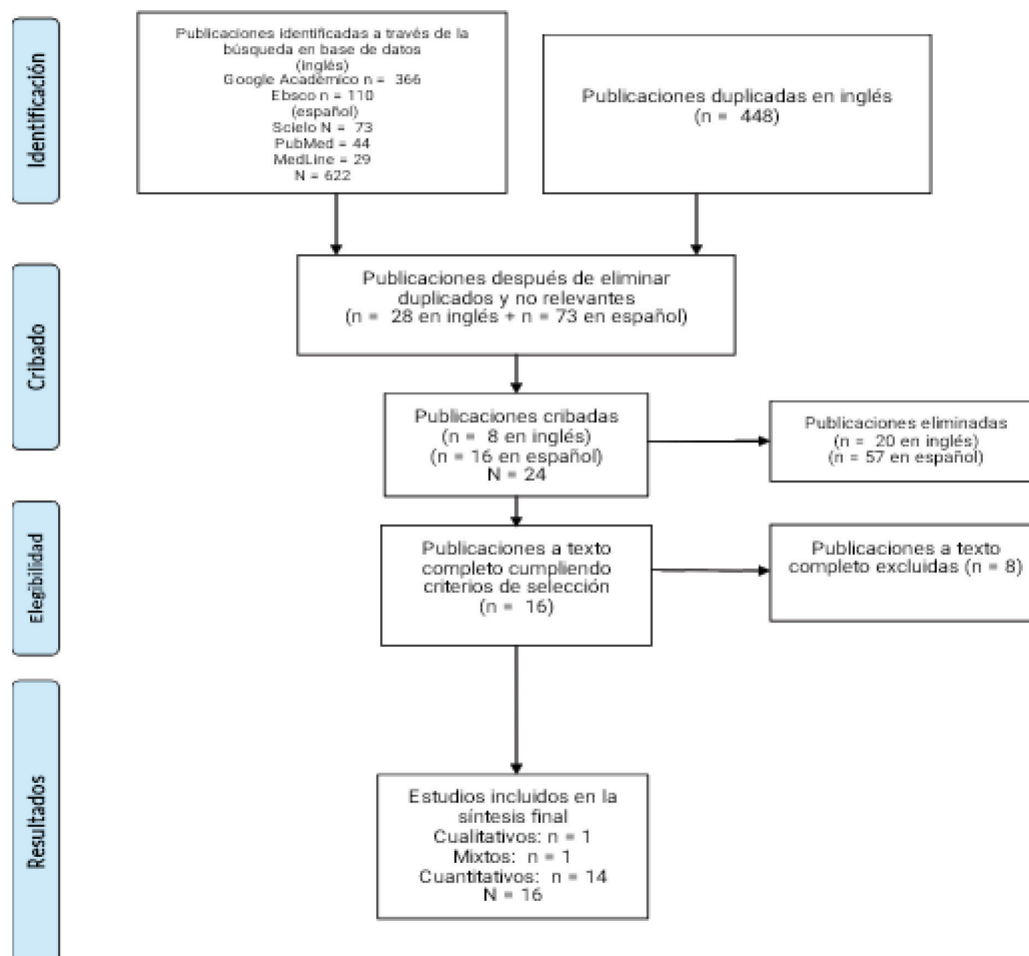 Identificación
Publicaciones identificadas a través de la
búsqueda en base de datos
(inglés)
Google Académico n = 366
Ebsco n = 110
(español)
Scielo N = 73
PubMed = 44
MedLine = 29
N = 622
Publicaciones duplicadas en inglés
(n = 448)
Cribado
Publicaciones después de eliminar
duplicados y no relevantes
(n = 28 en inglés + n = 73 en español)
Publicaciones cribadas
(n = 8 en inglés)
(n = 16 en español)
N = 24
Publicaciones eliminadas
(n = 20 en inglés)
(n = 57 en español)
Elegibilidad
Publicaciones a texto
completo cumpliendo
criterios de selección
(n = 16)
Publicaciones a texto
completo excluidas (n = 8)
Resultados
Estudios incluidos en la
síntesis final
Cualitativos: n = 1
Mixtos: n = 1
Cuantitativos: n = 14
N = 16